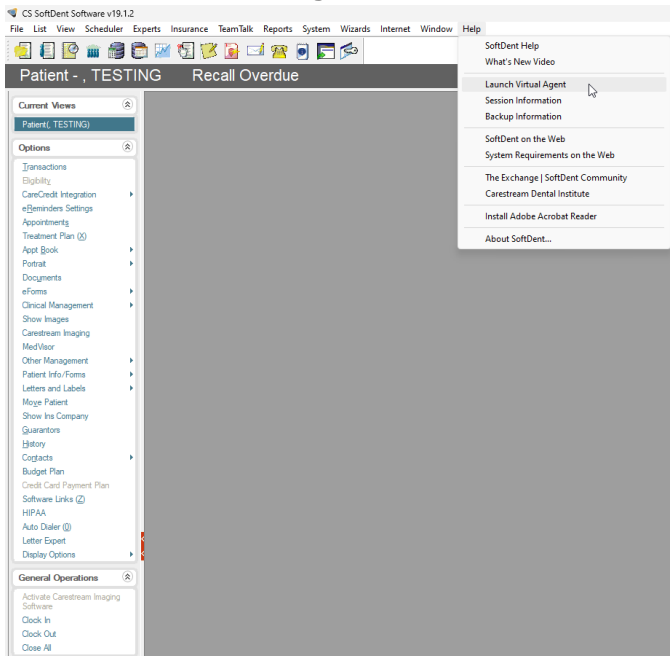 CS SoftDent Software v19.1.2
File List View Scheduler Experts Insurance TeamTalk Reports System Wizards Internet Window Help
Patient - , TESTING Recall Overdue
SoftDent Help
What's New Video
Launch Virtual Agent
Session Information
Backup Information
SoftDent on the Web
System Requirements on the Web
The Exchange | SoftDent Community
Carestream Dental Institute
Install Adobe Acrobat Reader
About SoftDent...
Current Views
Patient(, TESTING)
Options
Transactions
Eligibility
CareCredit Integration
eReminders Settings
Appointments
Treatment Plan (X)
Appt Book
Portrait
Documents
eForms
Clinical Management
Show Images
Carestream Imaging
MedVisor
Other Management
Patient Info/Forms
Letters and Labels
Move Patient
Show Ins Company
Guarantors
History
Contacts
Budget Plan
Credit Card Payment Plan
Software Links (Z)
HIPAA
Auto Dialer (0)
Letter Expert
Display Options
General Operations
Activate Carestream Imaging
Software
Clock In
Clock Out
Close All